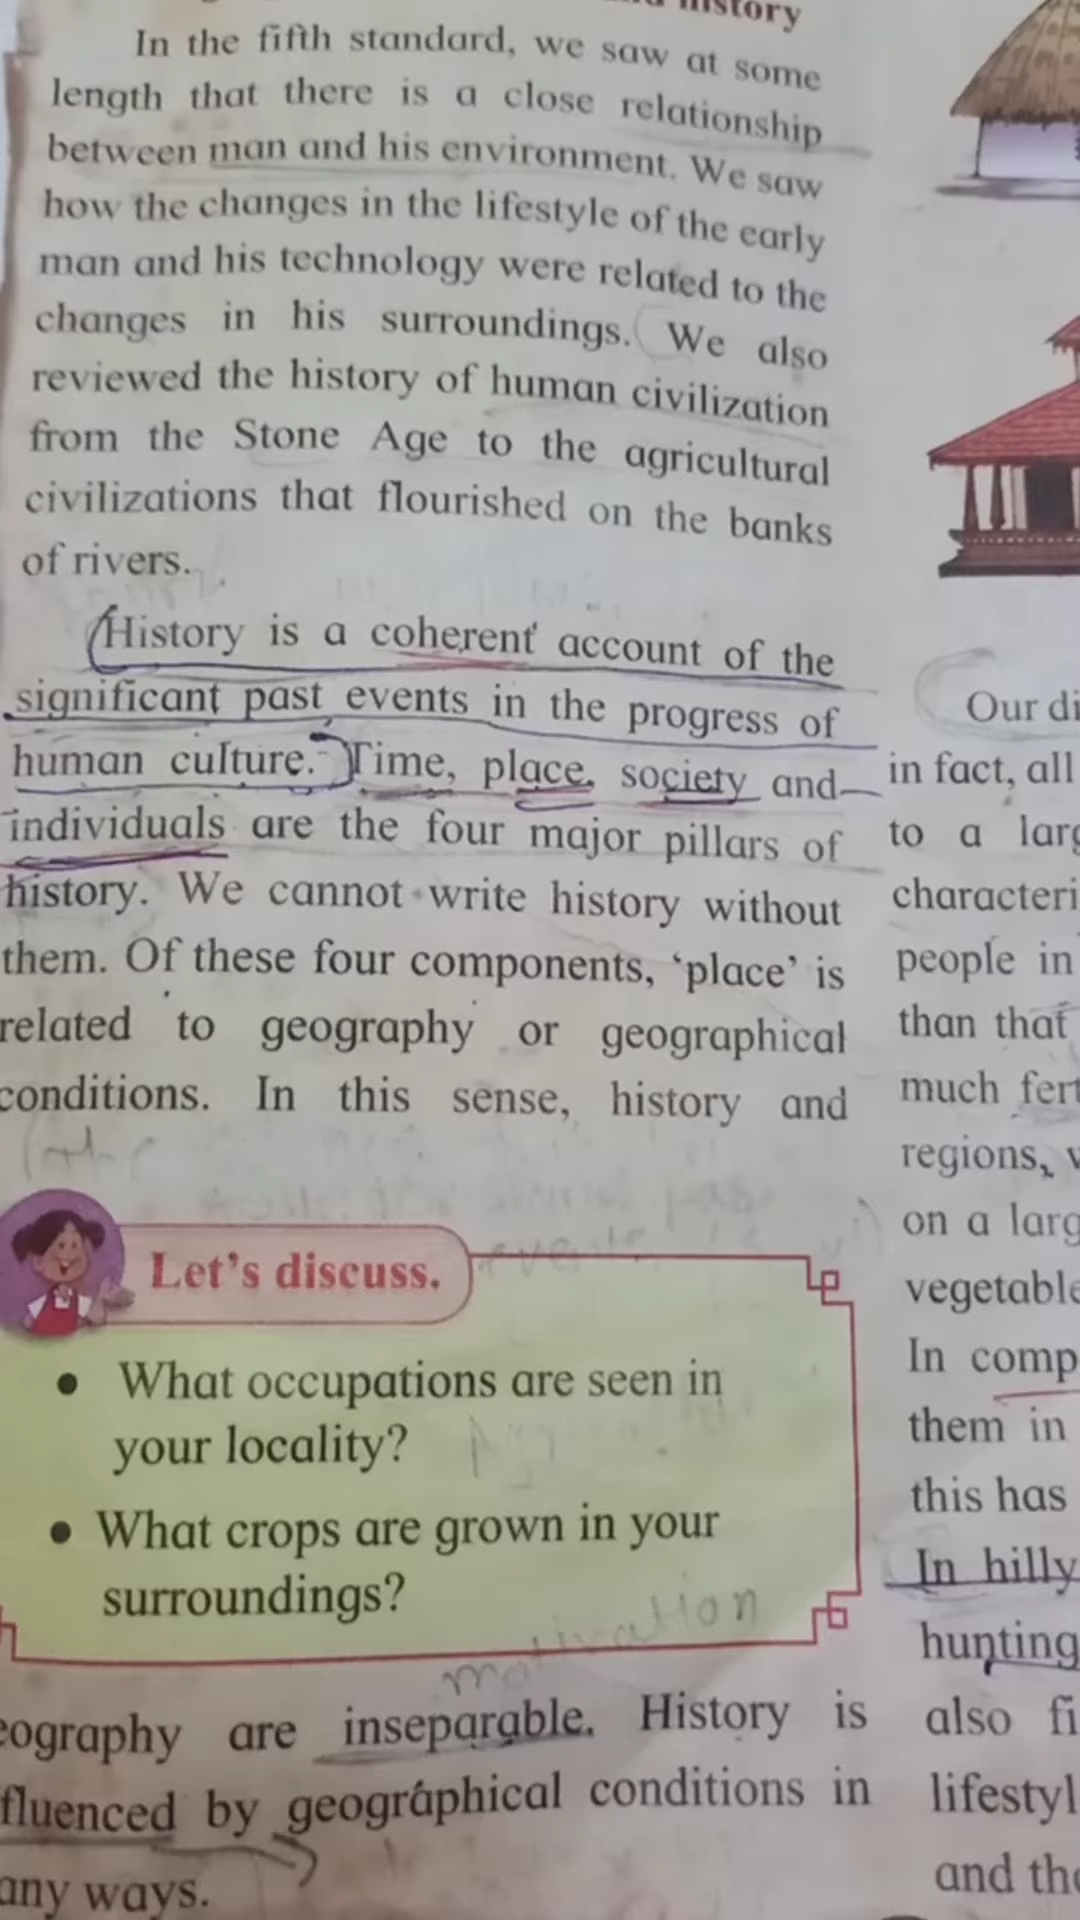 history
In the fifth standard, we saw at some
length that there is a close relationship
between man and his environment. We saw
how the changes in the lifestyle of the early
man and his technology were related to the
changes in his surroundings. We also
reviewed the history of human civilization
from the Stone Age to the agricultural
civilizations that flourished on the banks
of rivers.
History is a coherent account of the
significant past events in the progress of
human culture. Time, place, society and
individuals are the four major pillars of
history. We cannot write history without
them. Of these four components, ‘place’ is
related to geography or geographical
conditions. In this sense, history and
Let’s discuss.
• What occupations are seen in
your locality?
• What crops are grown in your
surroundings?
motivation
eography are inseparable. History is
fluenced by geographical conditions in
any ways.
Our di
in fact, all
to a larg
characteri
people in
than that
much fert
regions,
on a larg
vegetable
In comp
them in
this has
In hilly
hunting
also fi
lifestyl
and the